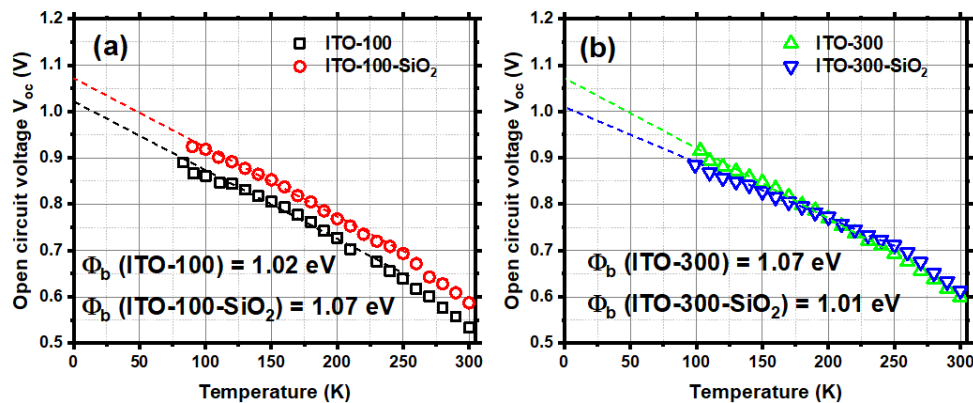 (a)
ITO-100
ITO-100-SiO₂
Φb (ITO-100) = 1.02 eV
Φb (ITO-100-SiO₂) = 1.07 eV
Open circuit voltage Voc (V)
1.2
1.1
1.0
0.9
0.8
0.7
0.6
0.5
0 50 100 150 200 250 300
Temperature (K)
(b)
ITO-300
ITO-300-SiO₂
Φb (ITO-300) = 1.07 eV
Φb (ITO-300-SiO₂) = 1.01 eV
Open circuit voltage Voc (V)
1.2
1.1
1.0
0.9
0.8
0.7
0.6
0.5
0 50 100 150 200 250 300
Temperature (K)